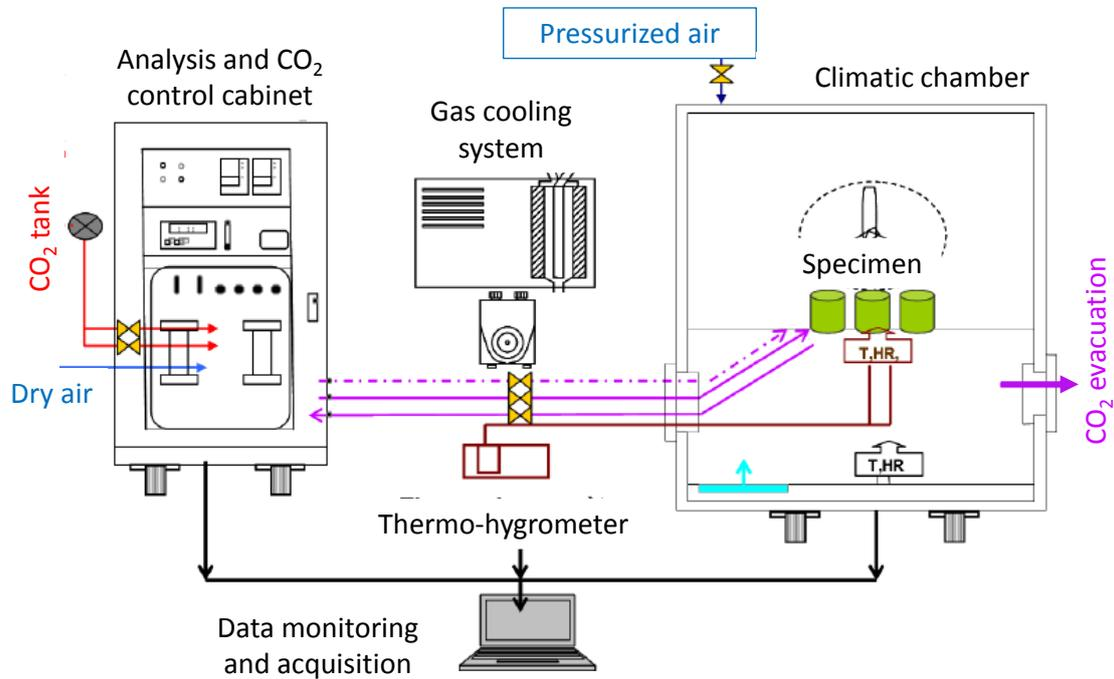 Pressurized air
Analysis and CO₂
control cabinet
Climatic chamber
Gas cooling
system
CO₂ tank
Specimen
CO₂ evacuation
T,HR,
Dry air
T,HR
Thermo-hygrometer
Data monitoring
and acquisition